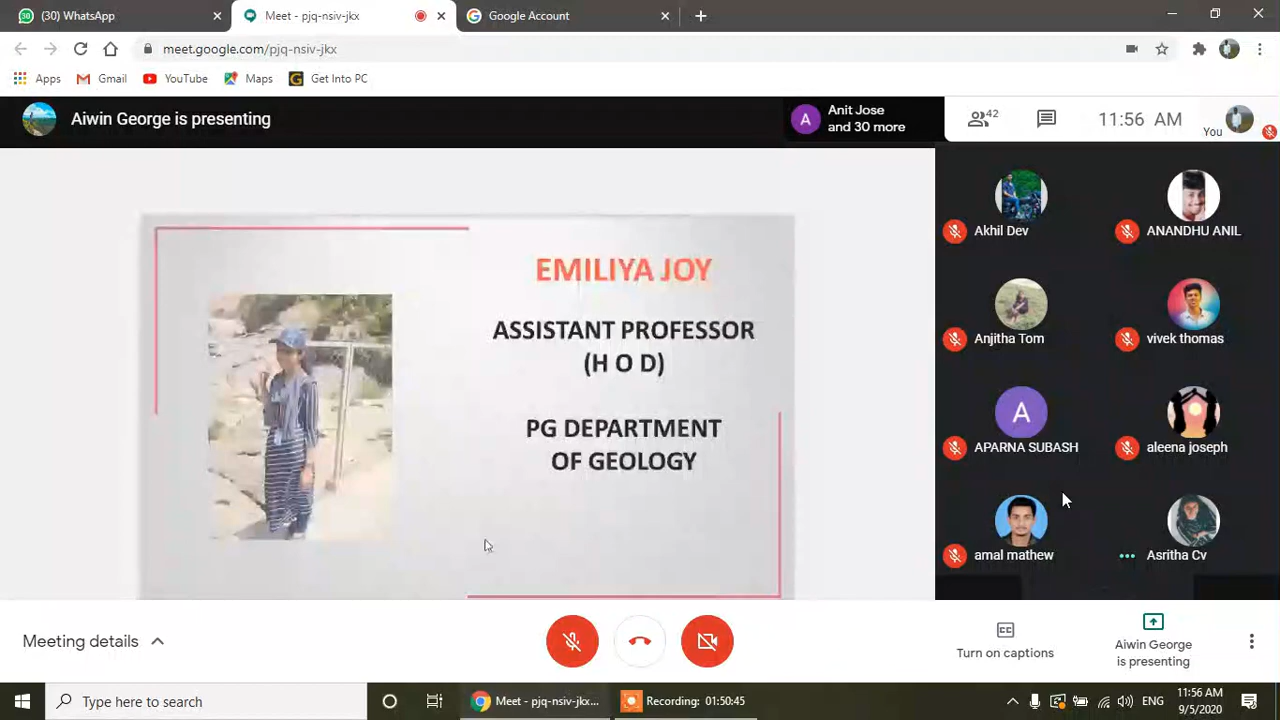 (30) WhatsApp
Meet - pjq-nsiv-jkx
Google Account
meet.google.com/pjq-nsiv-jkx
Apps
Gmail
YouTube
Maps
G
Get Into PC
Aiwin George is presenting
A
Anit Jose
and 30 more
42
11:56 AM
You
Akhil Dev
ANANDHU ANIL
EMILIYA JOY
ASSISTANT PROFESSOR
(H O D)
PG DEPARTMENT
OF GEOLOGY
Anjitha Tom
vivek thomas
A
APARNA SUBASH
aleena joseph
amal mathew
Asritha Cv
Meeting details
CC
Turn on captions
Aiwin George
is presenting
Type here to search
Meet - pjq-nsiv-jkx...
Recording: 01:50:45
ENG
11:56 AM
9/5/2020